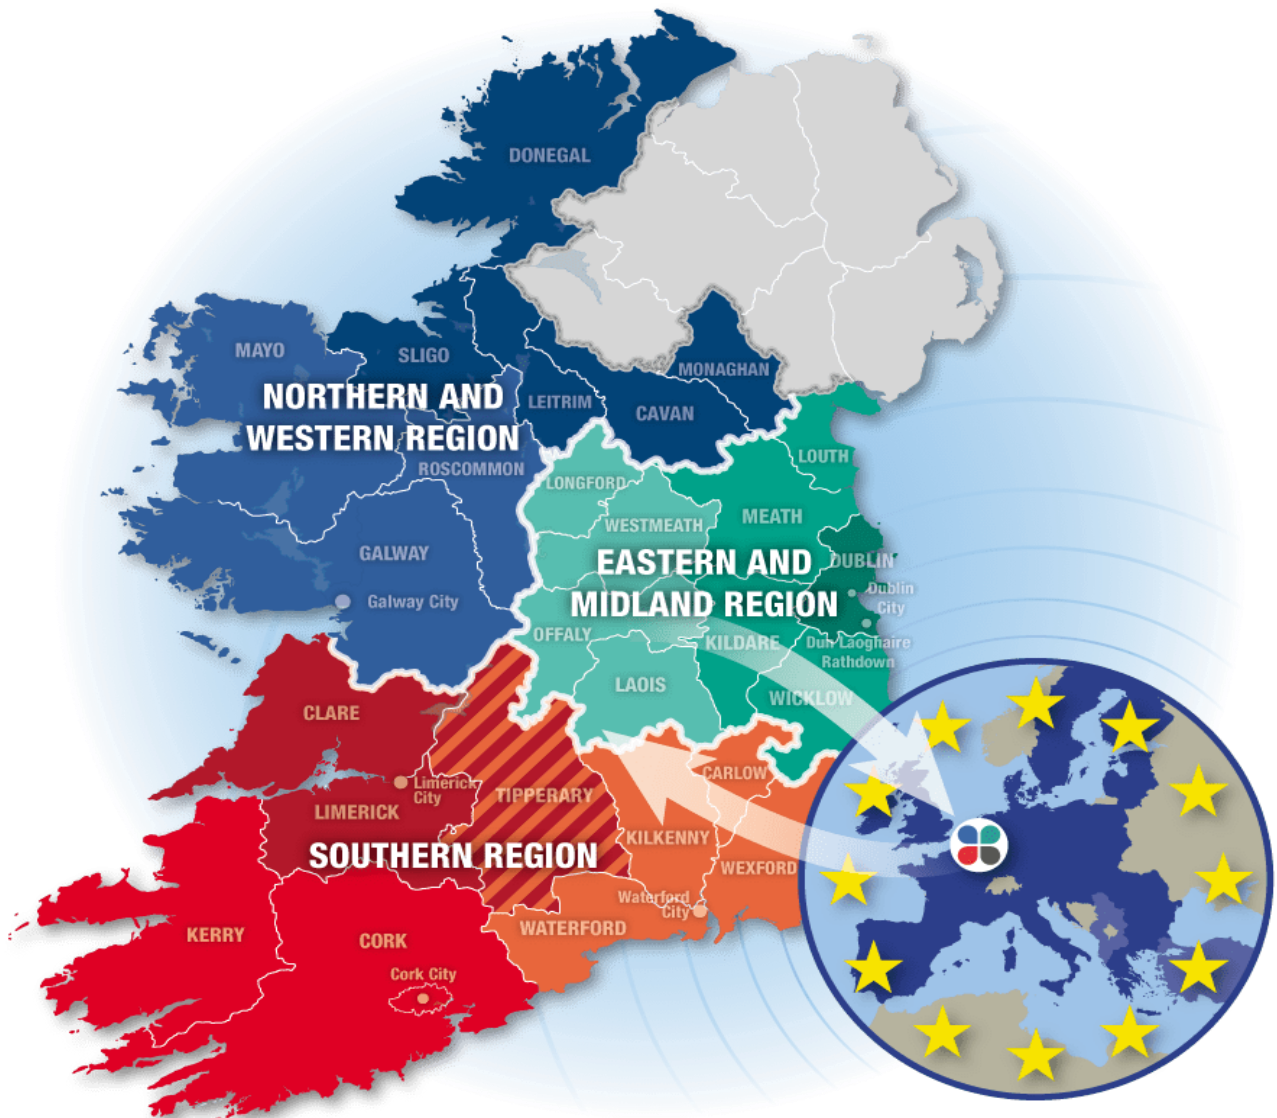 DONEGAL
MAYO
SLIGO
MONAGHAN
NORTHERN AND
WESTERN REGION
LEITRIM
CAVAN
ROSCOMMON
LOUTH
LONGFORD
WESTMEATH
MEATH
GALWAY
EASTERN AND
MIDLAND REGION
DUBLIN
Dublin
City
Galway City
OFFALY
KILDARE
Dun Laoghaire
Rathdown
LAOIS
WICKLOW
CLARE
Limerick
City
TIPPERARY
CARLOW
LIMERICK
KILKENNY
SOUTHERN REGION
WEXFORD
Waterford
City
WATERFORD
KERRY
CORK
Cork City